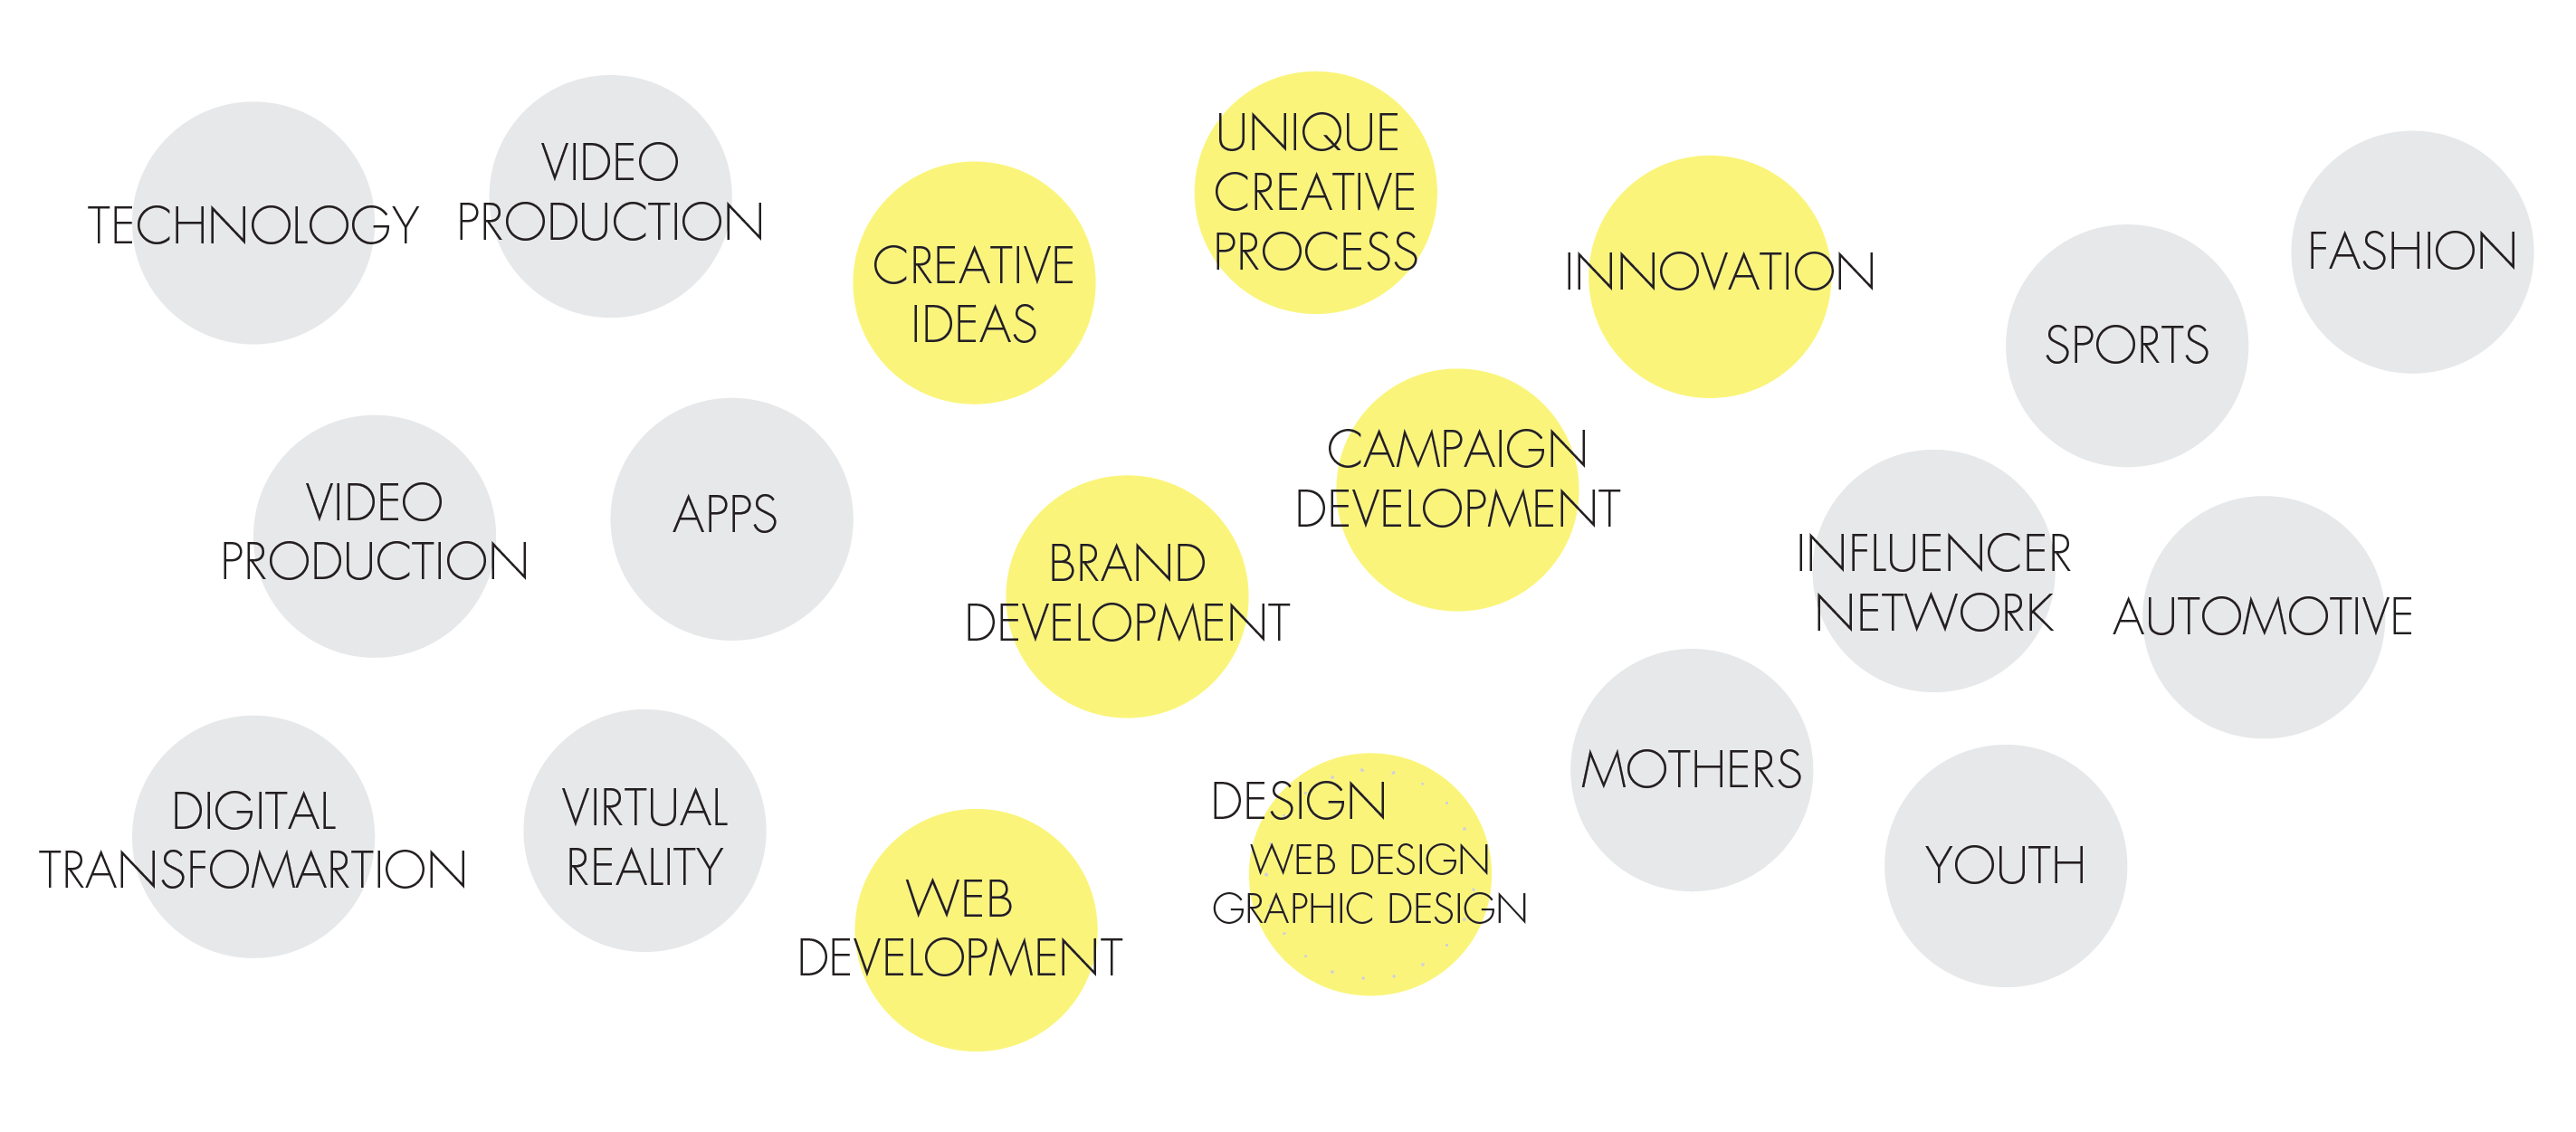 TECHNOLOGY
VIDEO
PRODUCTION
CREATIVE
IDEAS
UNIQUE
CREATIVE
PROCESS
INNOVATION
SPORTS
FASHION
VIDEO
PRODUCTION
APPS
BRAND
DEVELOPMENT
CAMPAIGN
DEVELOPMENT
INFLUENCER
NETWORK
AUTOMOTIVE
DIGITAL
TRANSFOMARTION
VIRTUAL
REALITY
WEB
DEVELOPMENT
DESIGN
WEB DESIGN
GRAPHIC DESIGN
MOTHERS
YOUTH